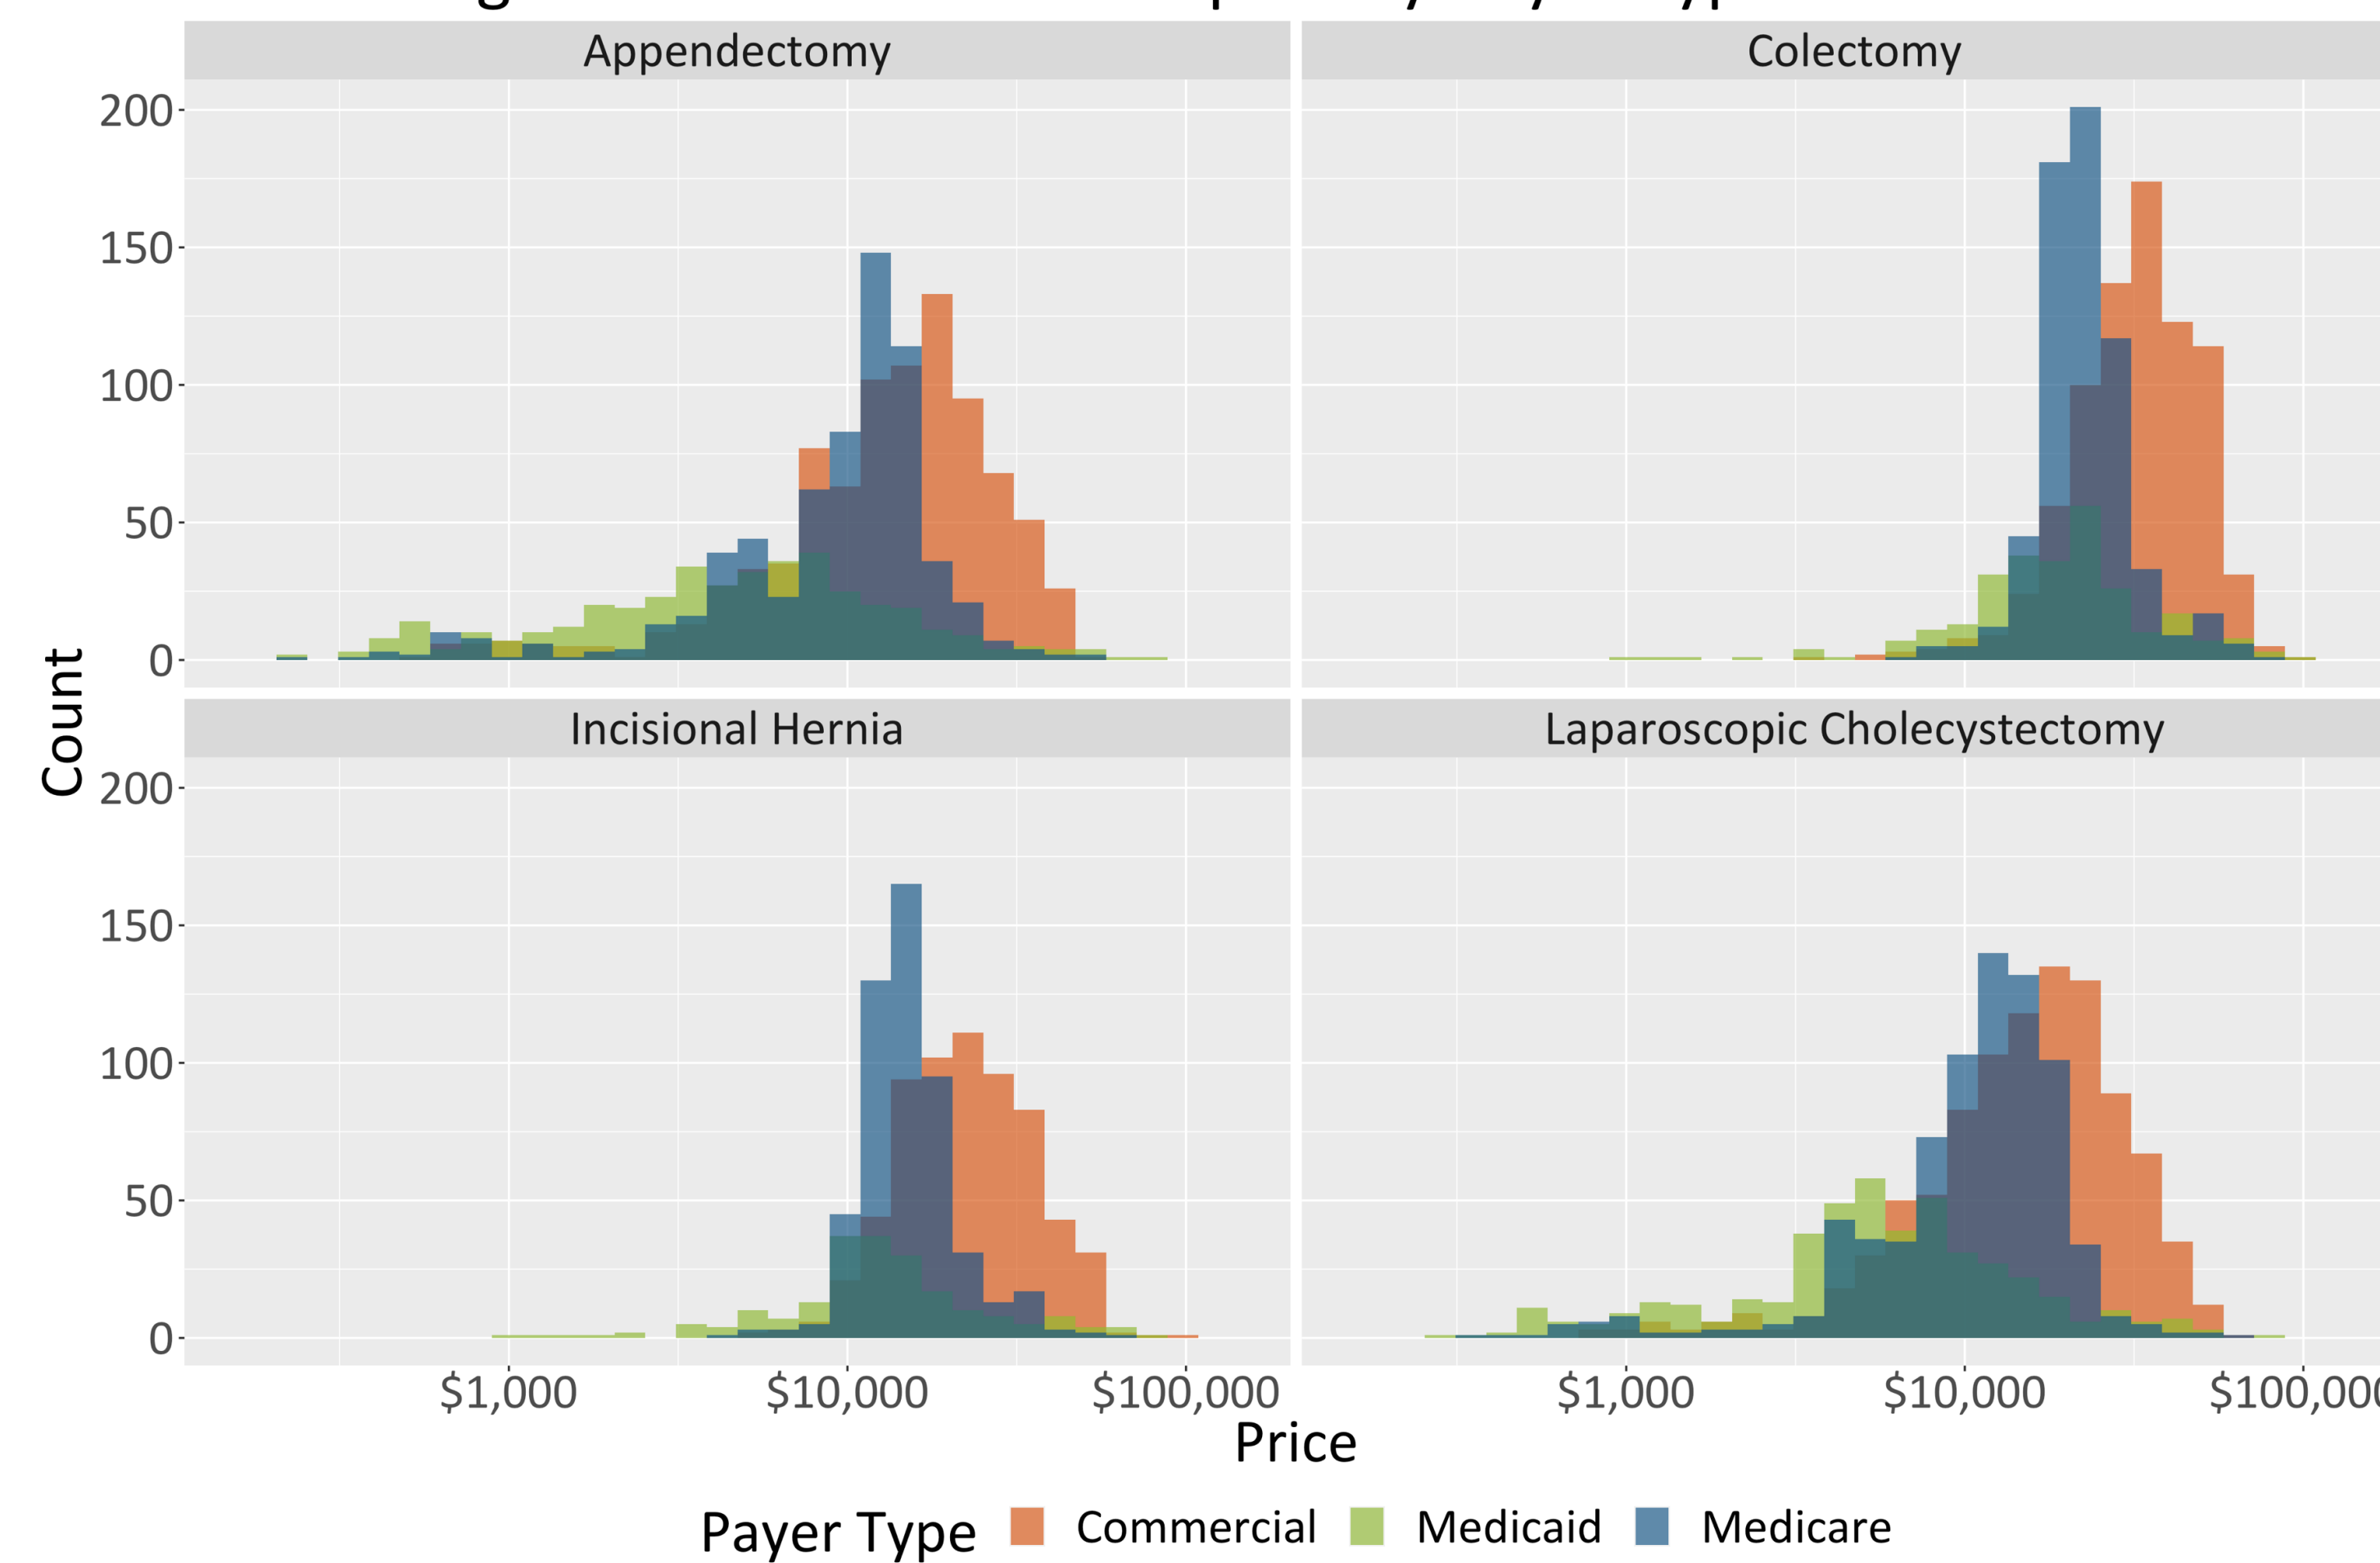 Appendectomy
Colectomy
200
150
100
50
0
Count
Incisional Hernia
Laparoscopic Cholecystectomy
200
150
100
50
0
$1,000
$10,000
$100,000
$1,000
$10,000
Price
Payer Type
Commercial
Medicaid
Medicare